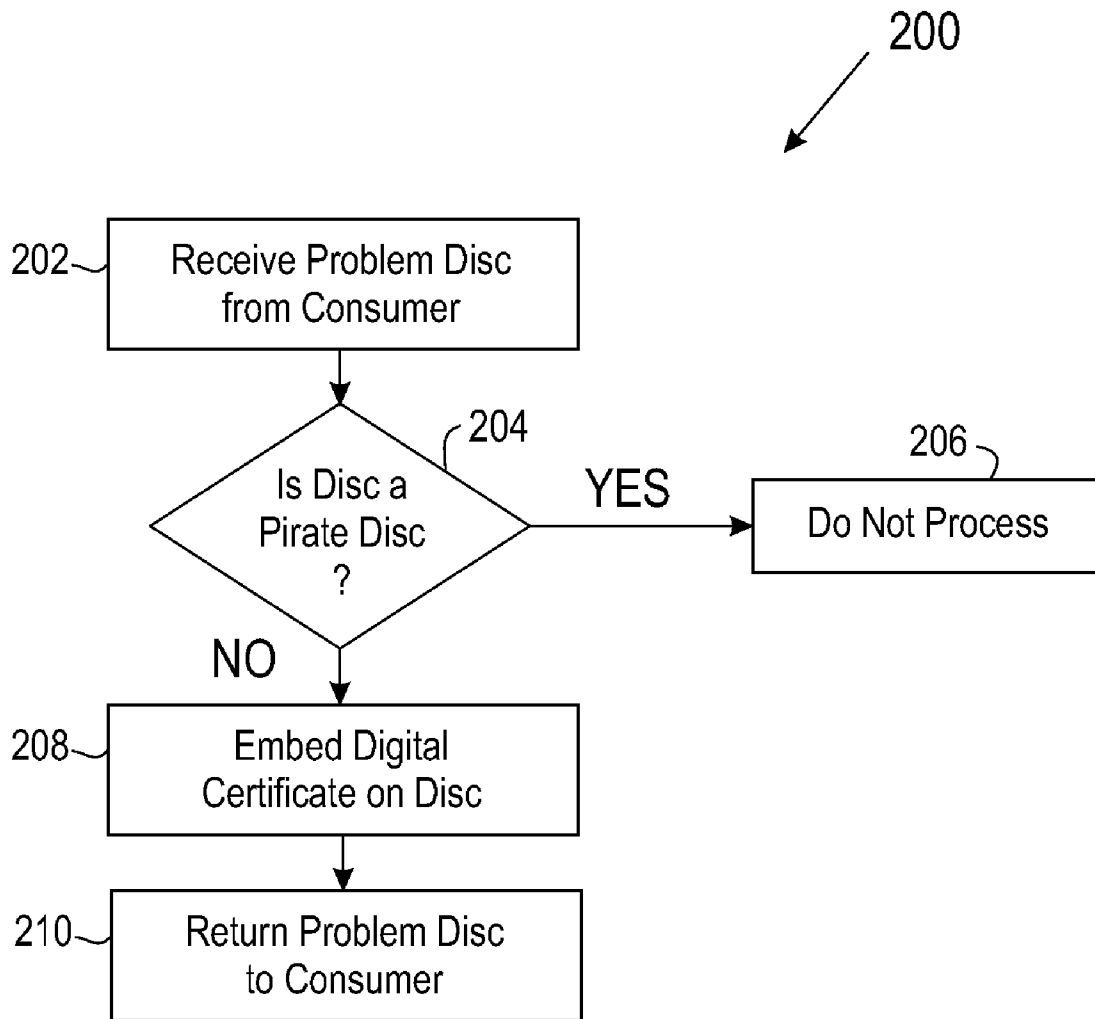 200
202
Receive Problem Disc
from Consumer
204
Is Disc a
Pirate Disc
?
YES
206
Do Not Process
NO
208
Embed Digital
Certificate on Disc
210
Return Problem Disc
to Consumer